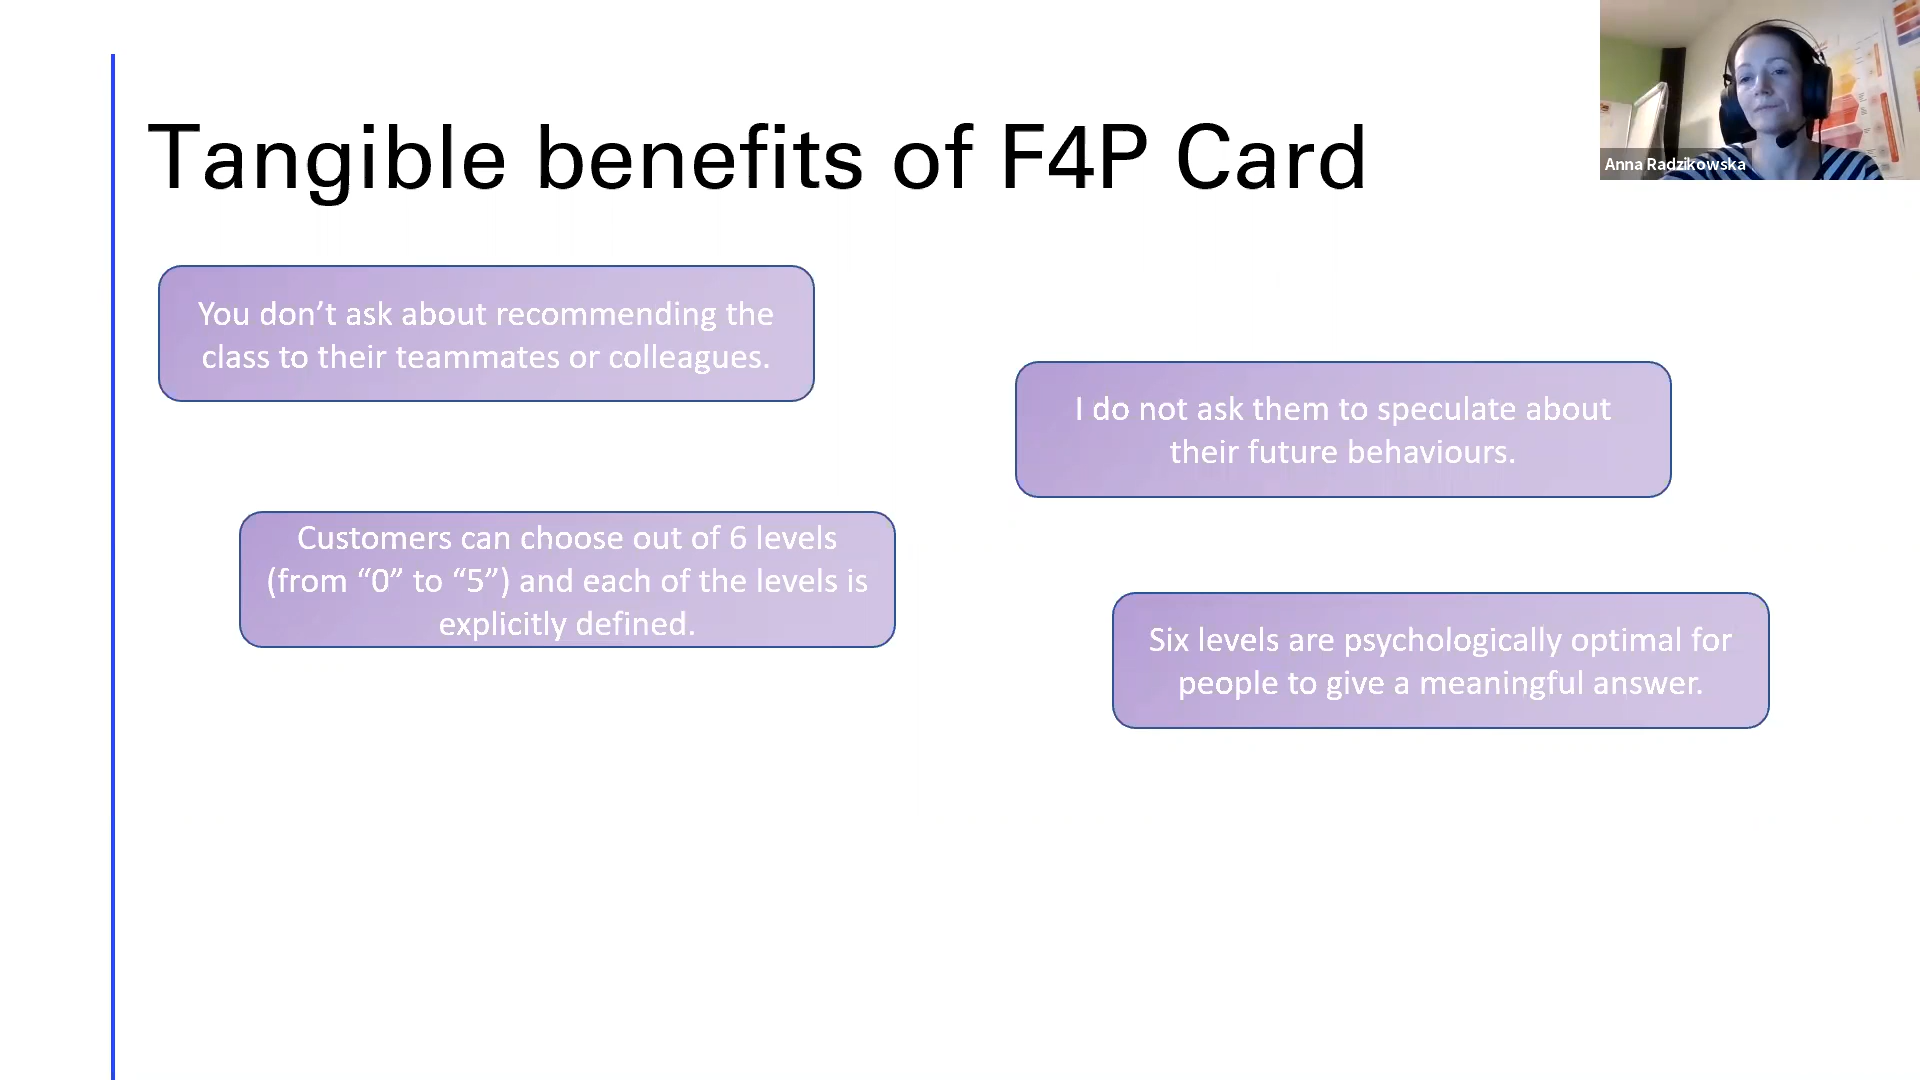 Tangible benefits of F4P Card
Anna Radzikowska
You don’t ask about recommending the
class to their teammates or colleagues.
I do not ask them to speculate about
their future behaviours.
Customers can choose out of 6 levels
(from “0” to “5”) and each of the levels is
explicitly defined.
Six levels are psychologically optimal for
people to give a meaningful answer.